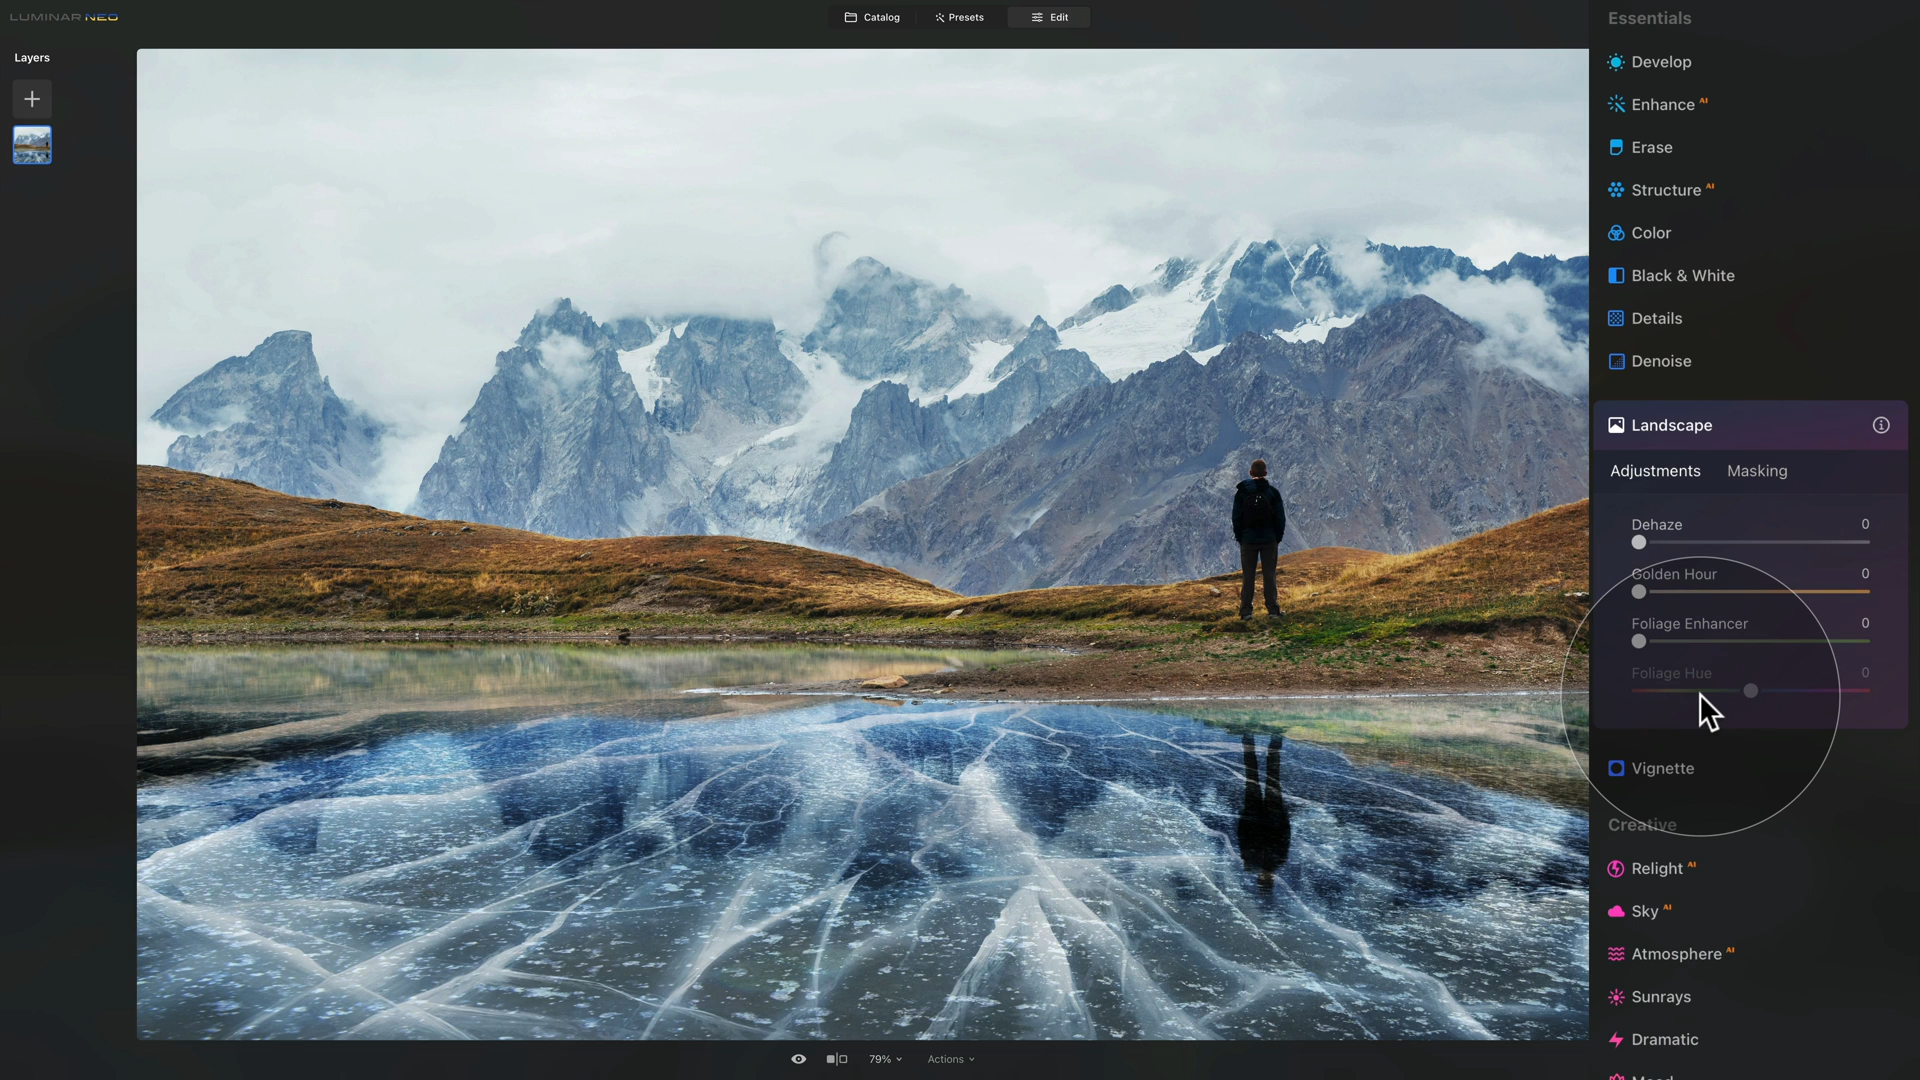 LUMINAR NEO
Catalog
Presets
Edit
Layers
Essentials
Develop
Enhance AI
Erase
Structure AI
Color
Black & White
Details
Denoise
Landscape
Adjustments Masking
Dehaze 0
Golden Hour 0
Foliage Enhancer 0
Foliage Hue 0
Vignette
Creative
Relight AI
Sky AI
Atmosphere AI
Sunrays
Dramatic
79%
Actions